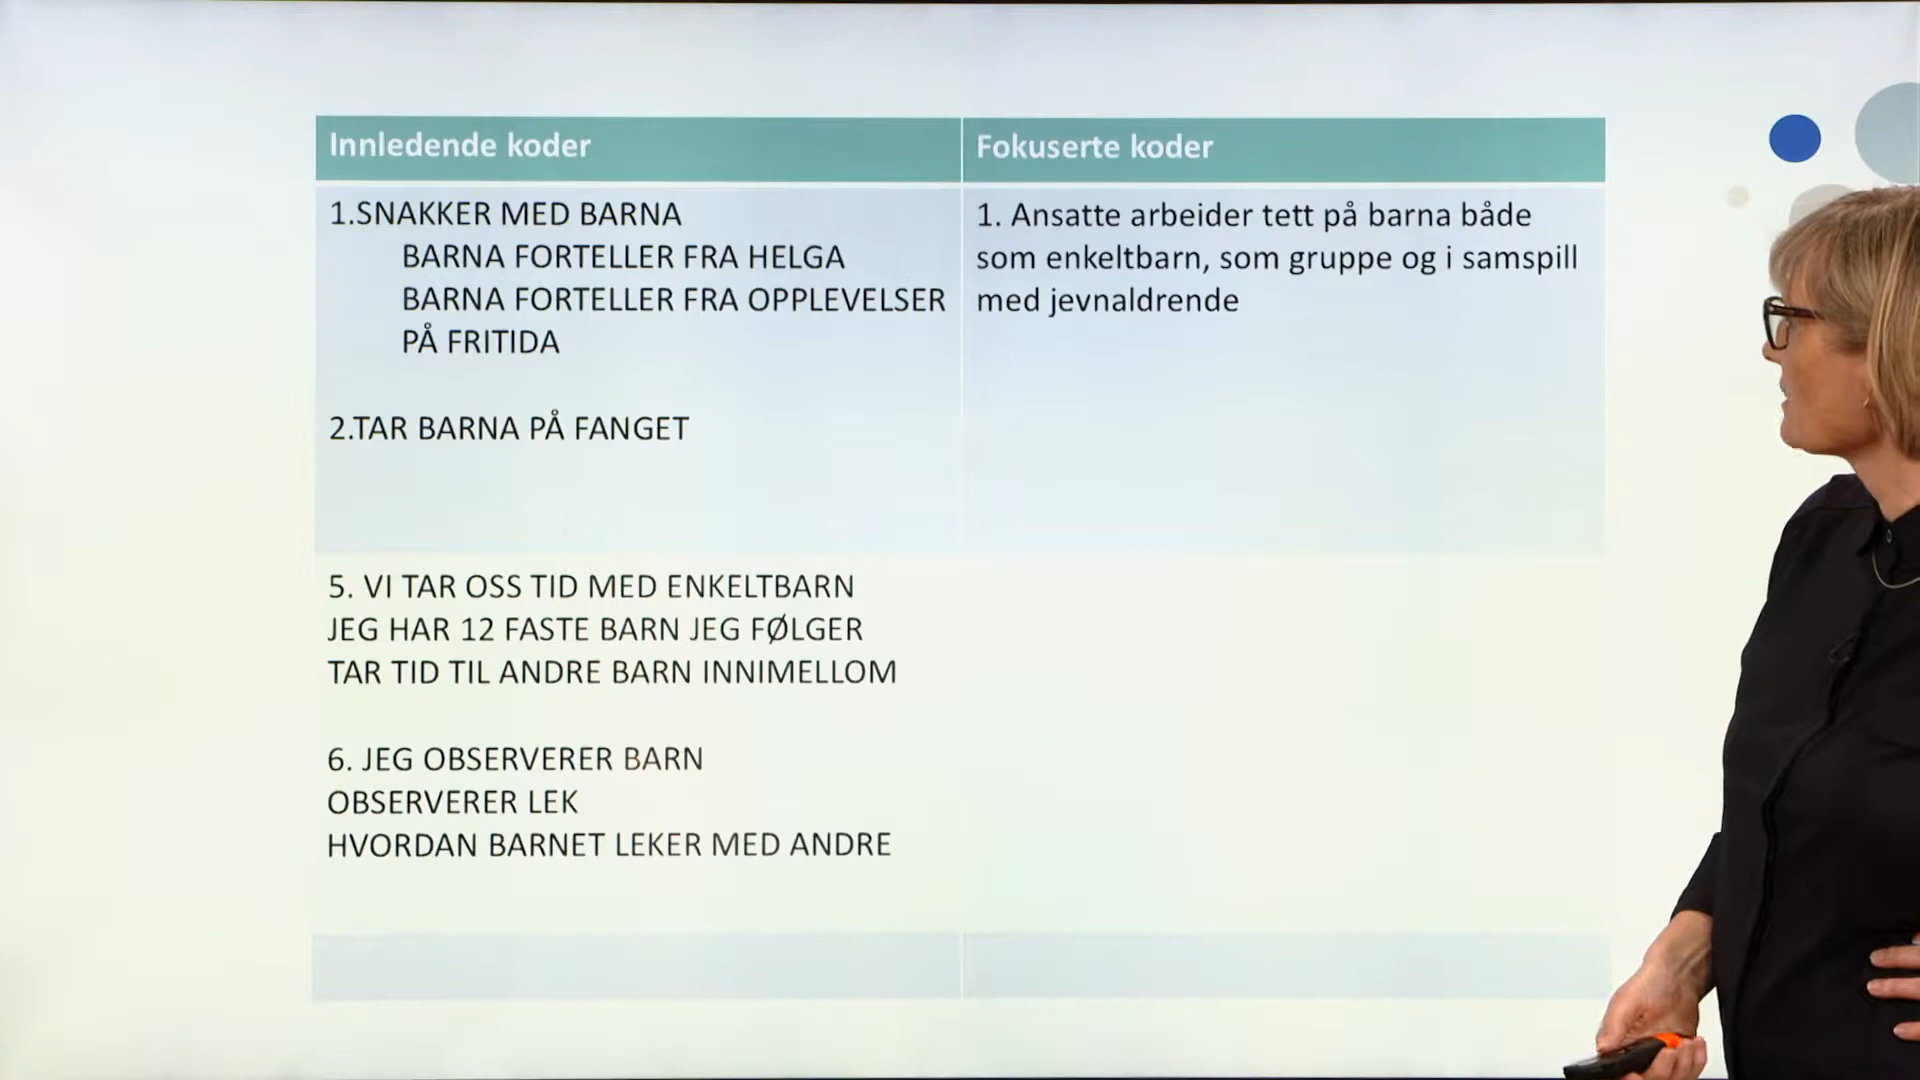 Innledende koder
Fokuserte koder
1.SNAKKER MED BARNA
BARNA FORTELLER FRA HELGA
BARNA FORTELLER FRA OPPLEVELSER
PÅ FRITIDA
2.TAR BARNA PÅ FANGET
1. Ansatte arbeider tett på barna både
som enkeltbarn, som gruppe og i samspill
med jevnaldrende
5. VI TAR OSS TID MED ENKELTBARN
JEG HAR 12 FASTE BARN JEG FØLGER
TAR TID TIL ANDRE BARN INNIMELLOM
6. JEG OBSERVERER BARN
OBSERVERER LEK
HVORDAN BARNET LEKER MED ANDRE